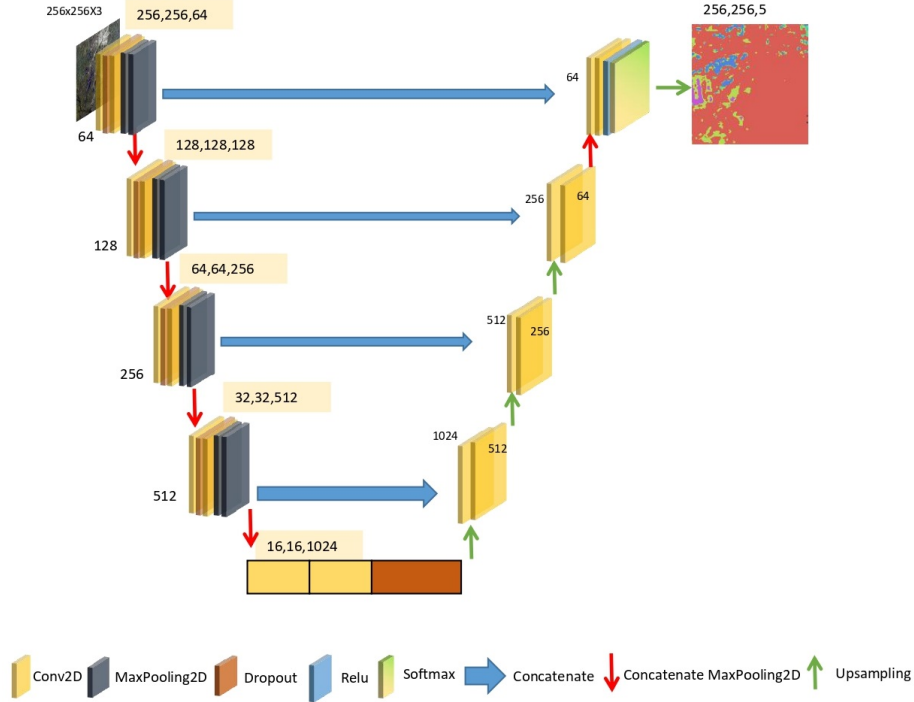 256x256X3
256,256,64
256,256,5
64
64
128,128,128
256
64
128
64,64,256
512
256
256
32,32,512
1024
512
512
16,16,1024
Conv2D
MaxPooling2D
Dropout
Relu
Softmax
Concatenate
Concatenate MaxPooling2D
Upsampling